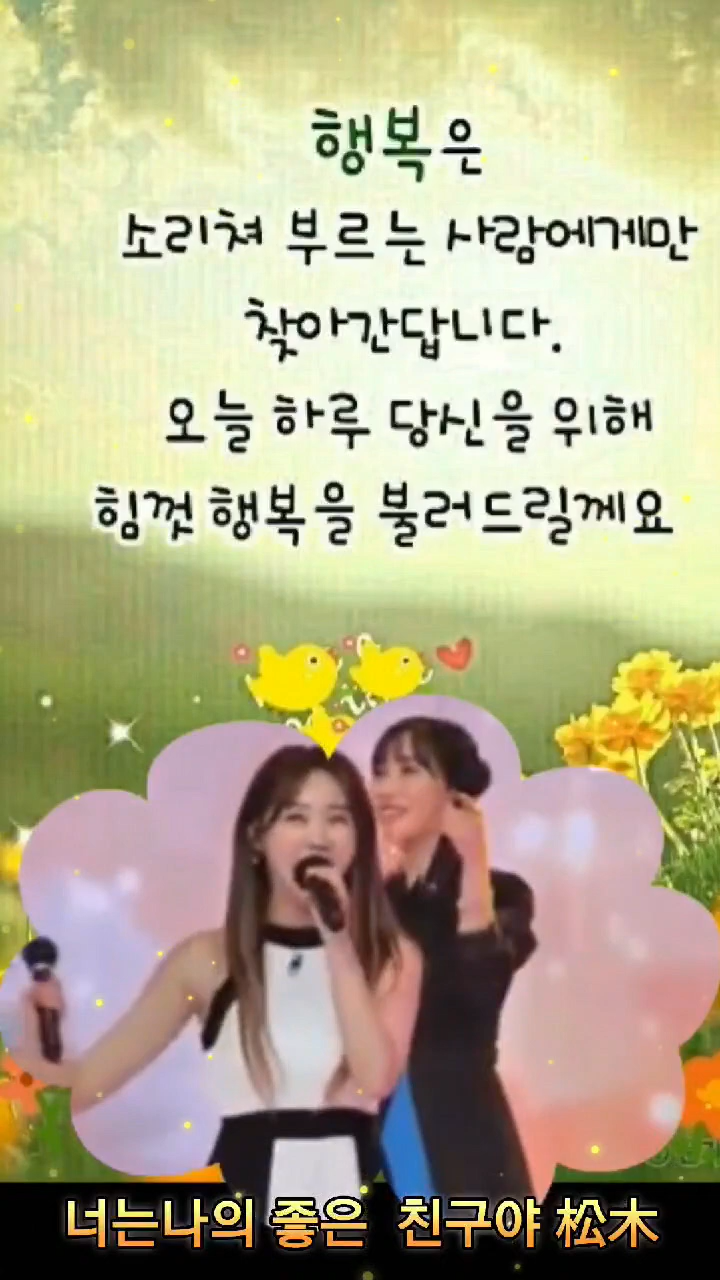 행복은
소리쳐 부르는 사람에게만
찾아간답니다.
오늘 하루 당신을 위해
힘껏 행복을 불러드릴께요
너는나의 좋은 친구야 松木